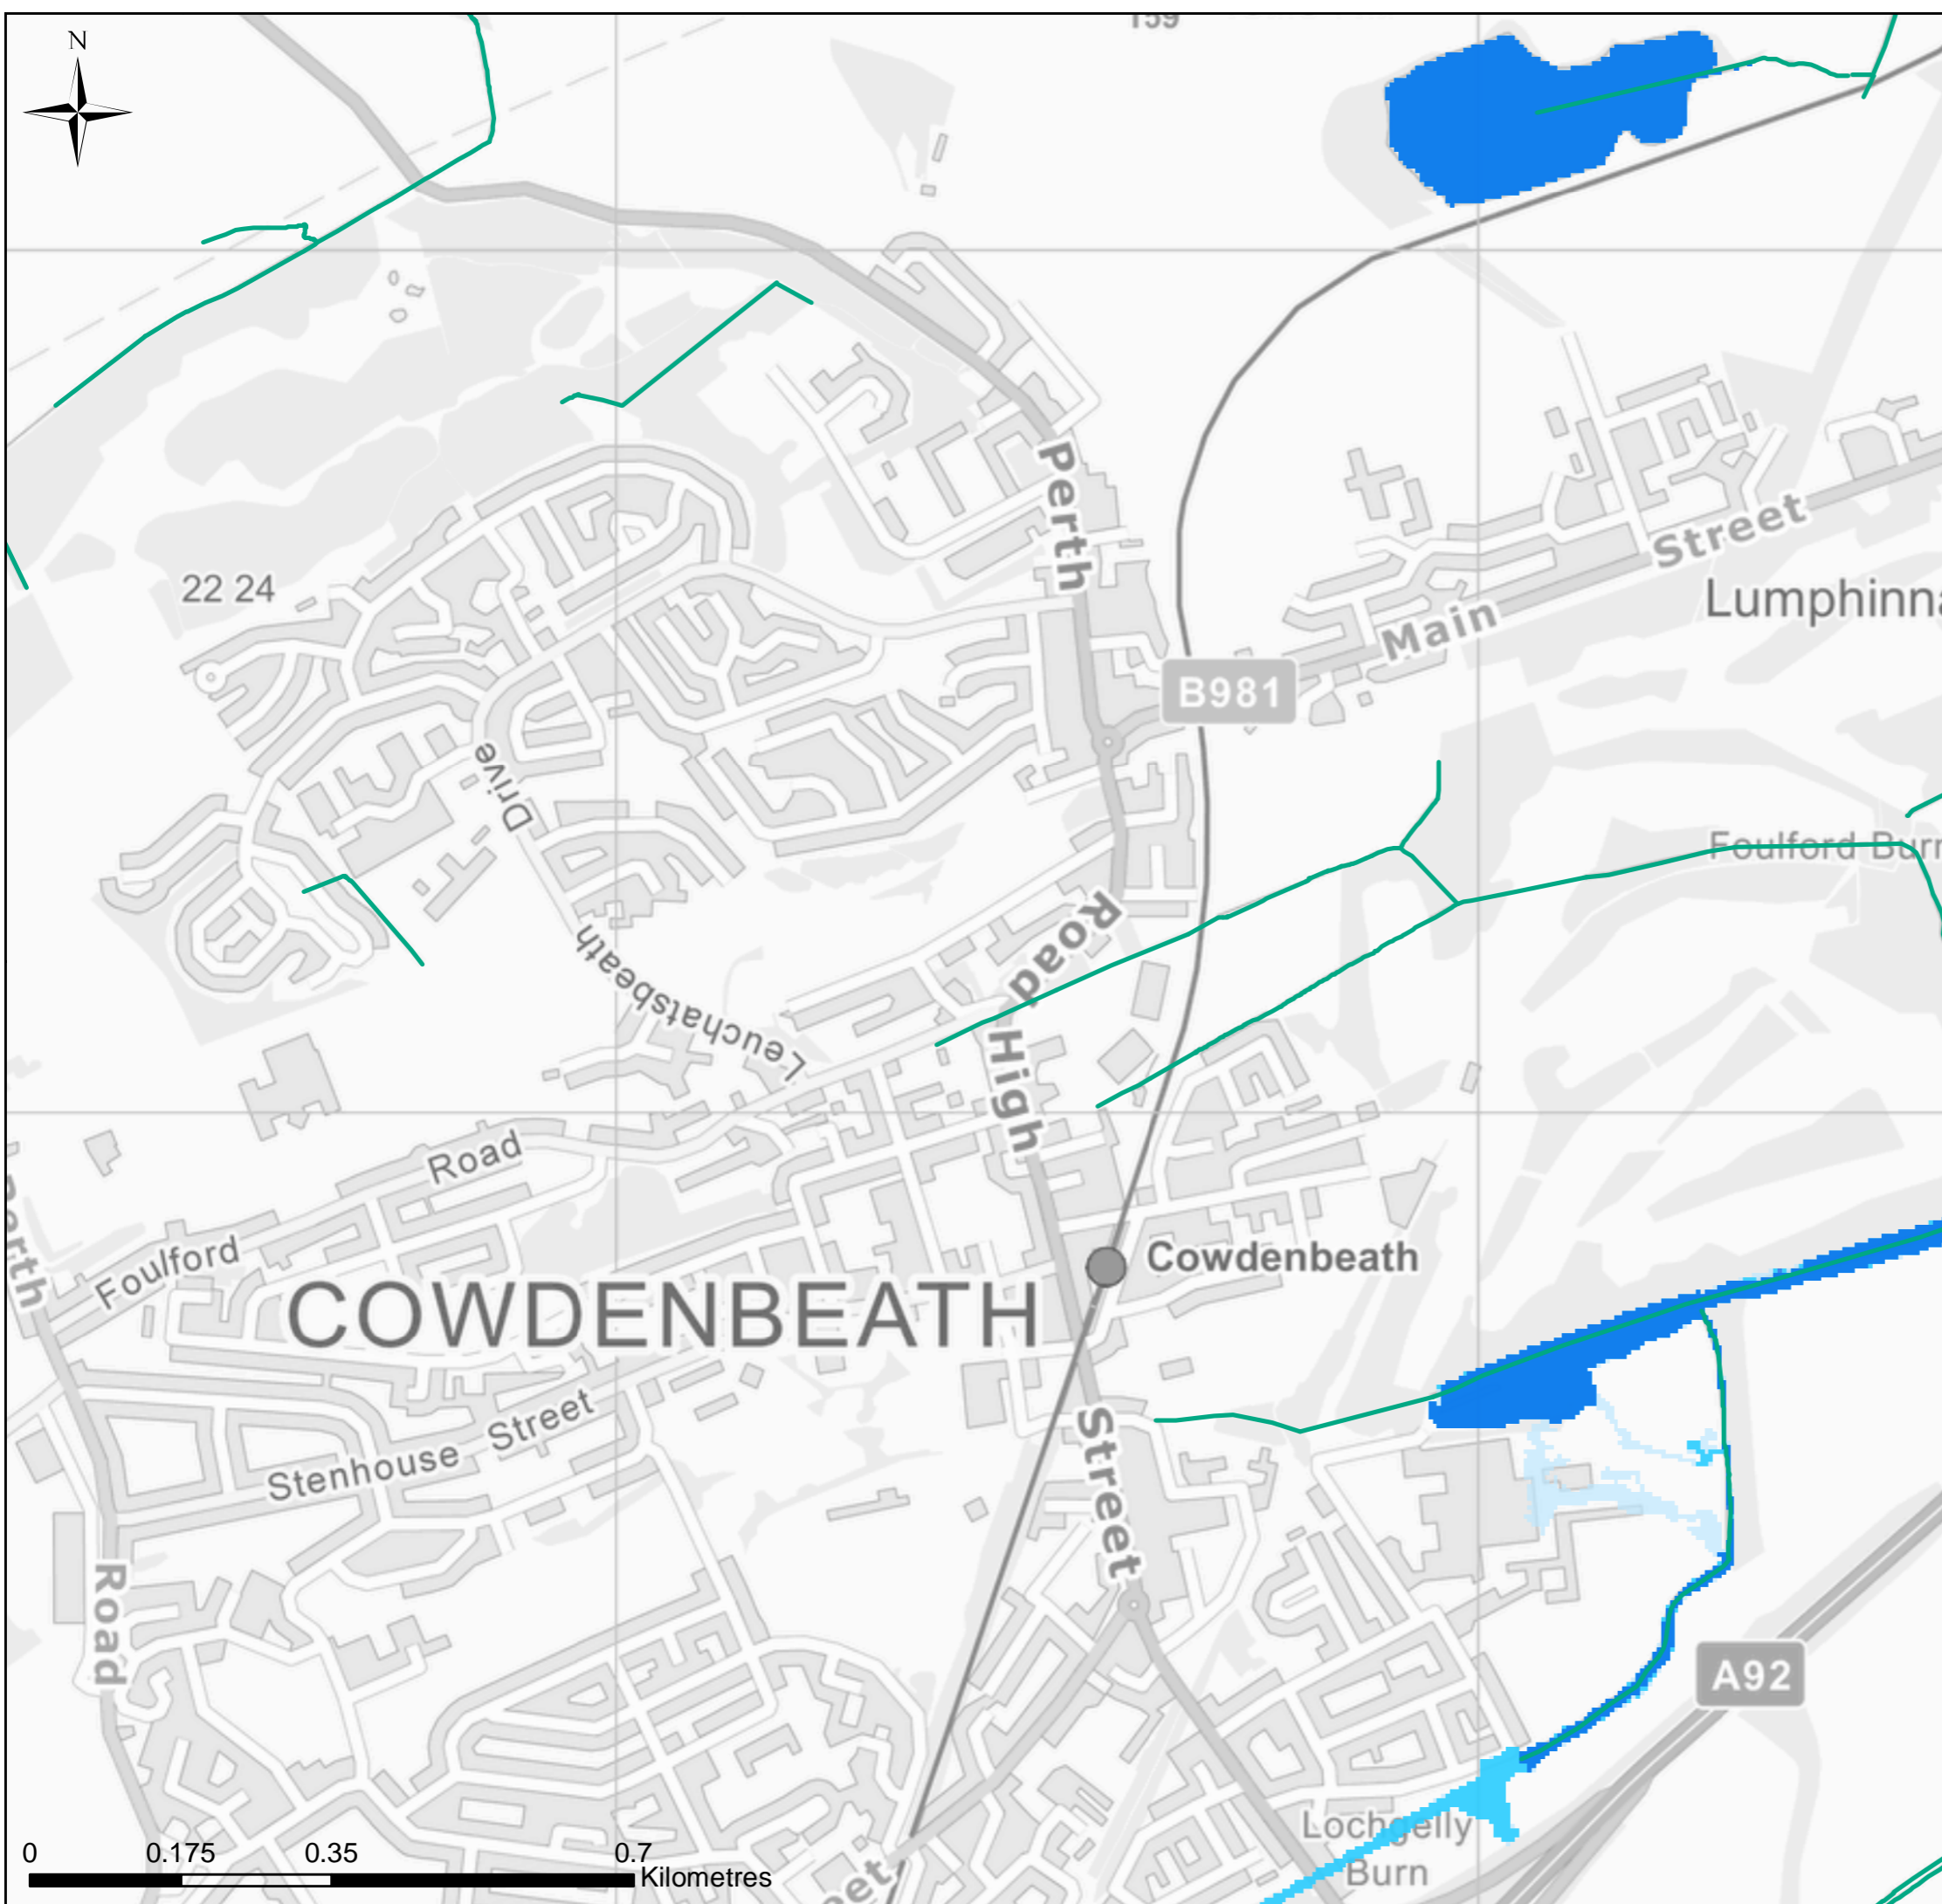 N
Perth
Main
Street
Lumphinna
22 24
B981
Drive
Foulford Burn
Road
Leuchatsbeath
High
Road
Foulford
Cowdenbeath
COWDENBEATH
Stenhouse Street
Street
Road
A92
Lochgelly
Burn
0 0.175 0.35 0.7
Kilometres